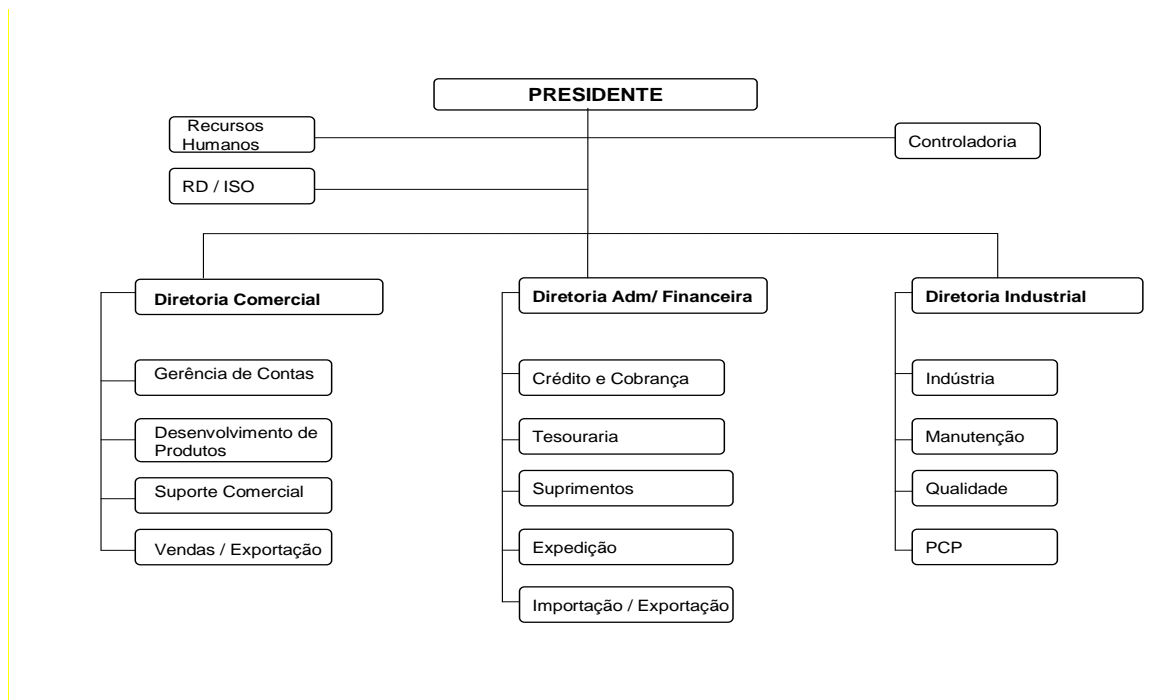 PRESIDENTE
Recursos
Humanos
Controladoria
RD / ISO
Diretoria Comercial
Diretoria Adm/ Financeira
Diretoria Industrial
Gerência de Contas
Crédito e Cobrança
Indústria
Desenvolvimento de
Produtos
Tesouraria
Manutenção
Suporte Comercial
Suprimentos
Qualidade
Vendas / Exportação
Expedição
PCP
Importação / Exportação